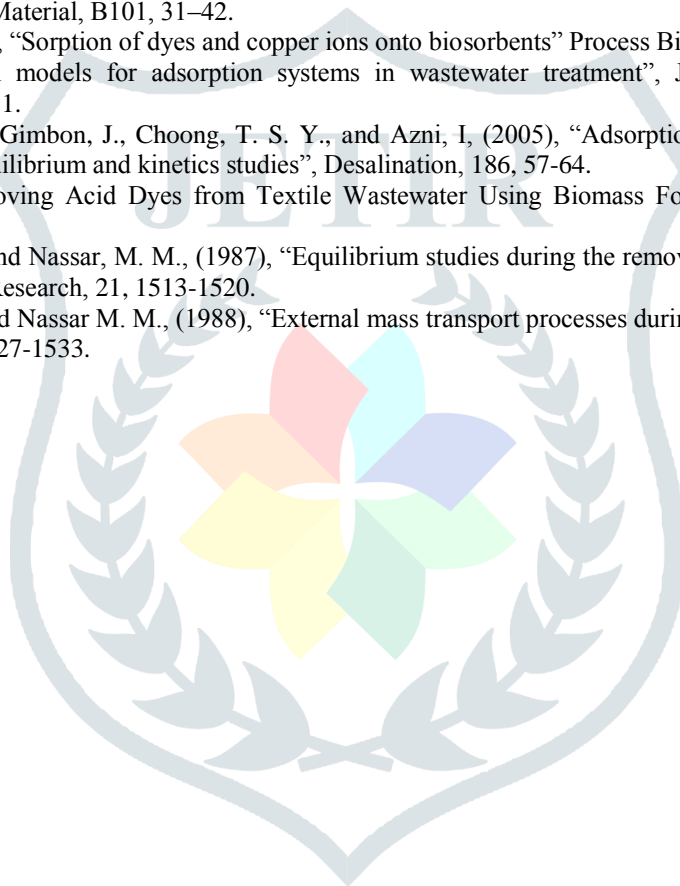 Material, B101, 31–42.
, “Sorption of dyes and copper ions onto biosorbents” Process Bi
models for adsorption systems in wastewater treatment”, J
1.
Gimbon, J., Choong, T. S. Y., and Azni, I, (2005), “Adsorptio
ilibrium and kinetics studies”, Desalination, 186, 57-64.
oving Acid Dyes from Textile Wastewater Using Biomass Fo
nd Nassar, M. M., (1987), “Equilibrium studies during the remov
Research, 21, 1513-1520.
d Nassar M. M., (1988), “External mass transport processes durin
27-1533.
JETIR